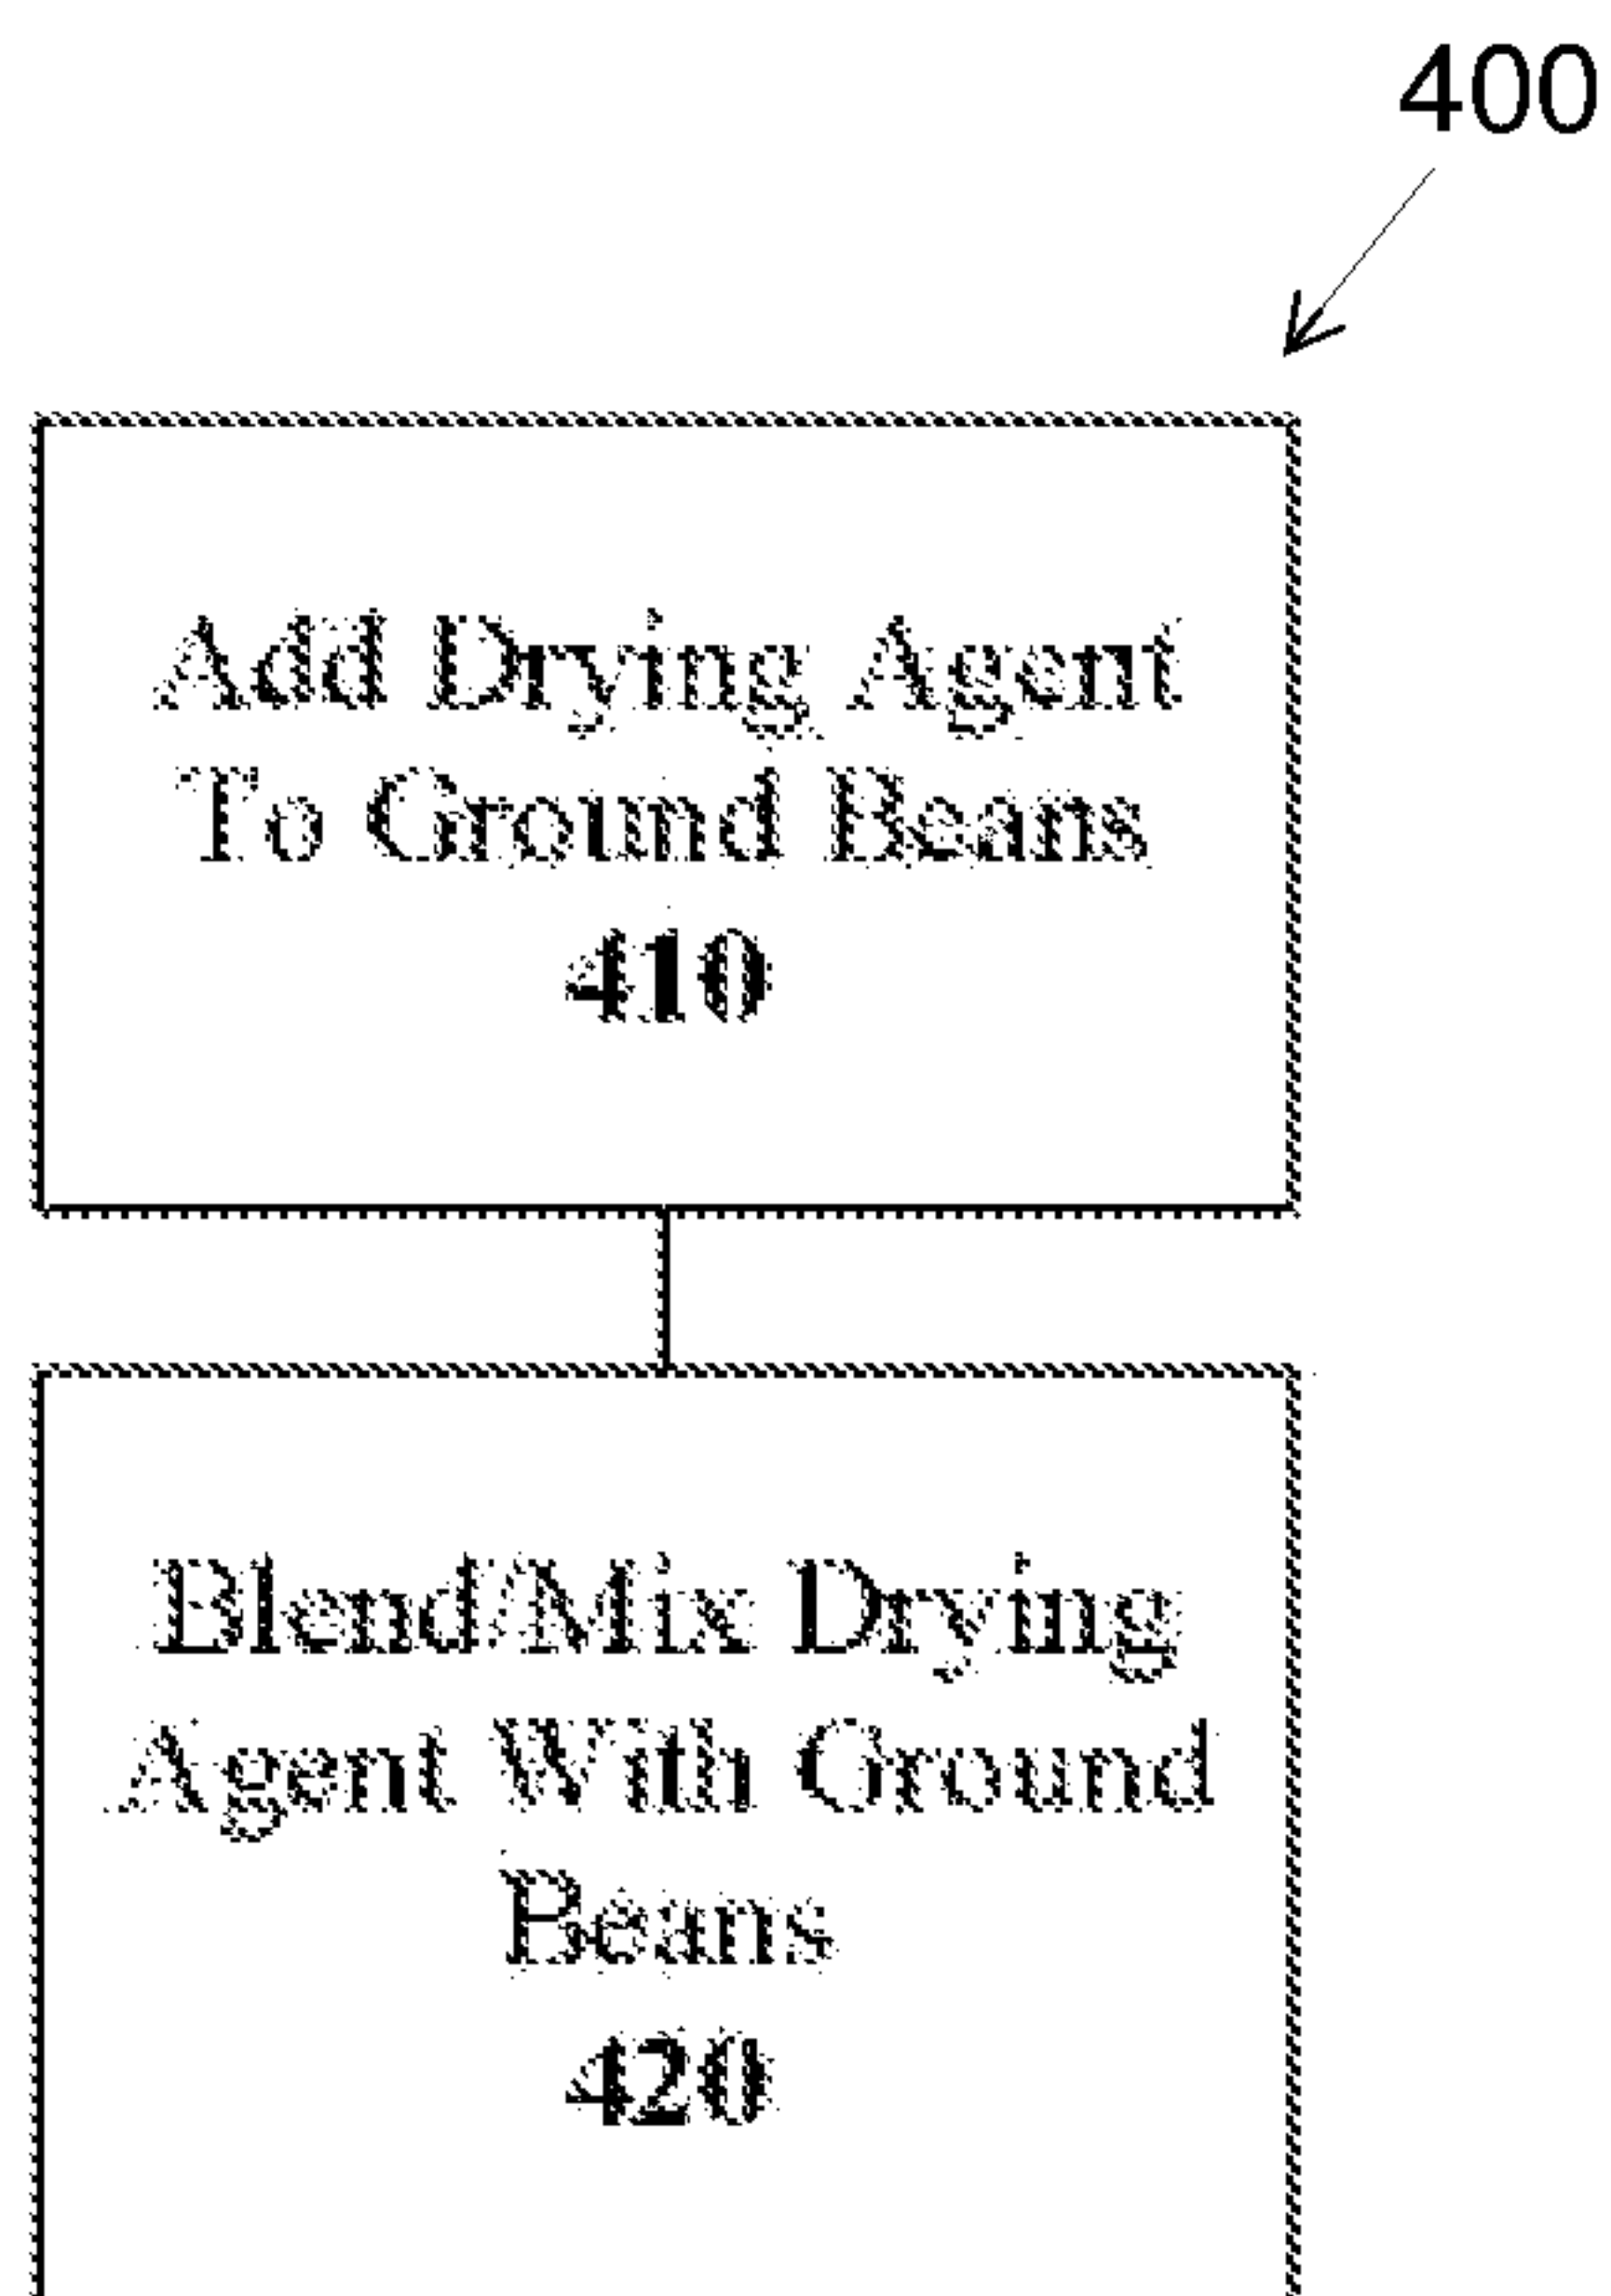 400
Add Drying Agent
To Ground Beans
410
Blend/Mix Drying
Agent With Ground
Beans
420